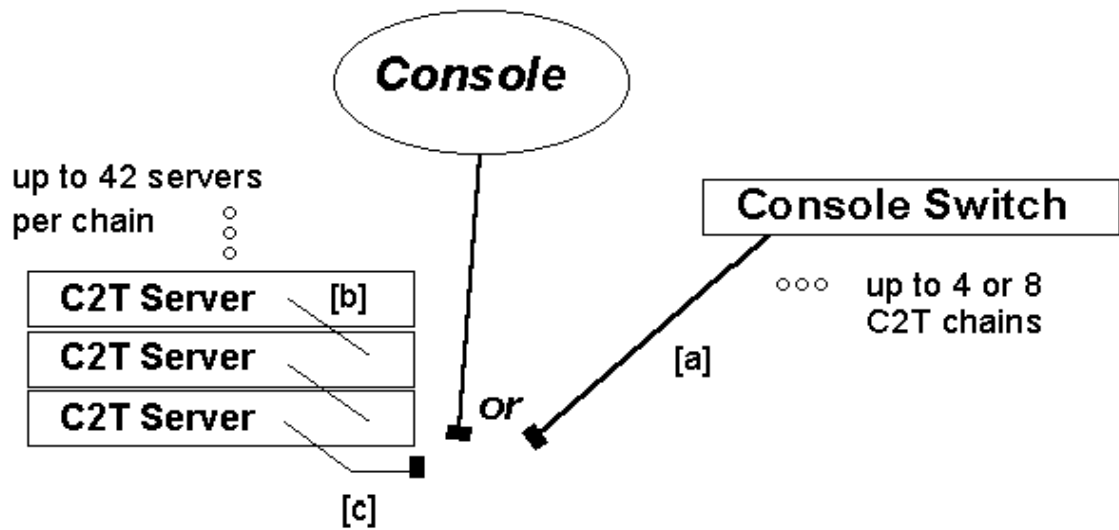 Console
up to 42 servers
per chain
Console Switch
C2T Server
[b]
up to 4 or 8
C2T chains
C2T Server
[a]
C2T Server
or
[c]